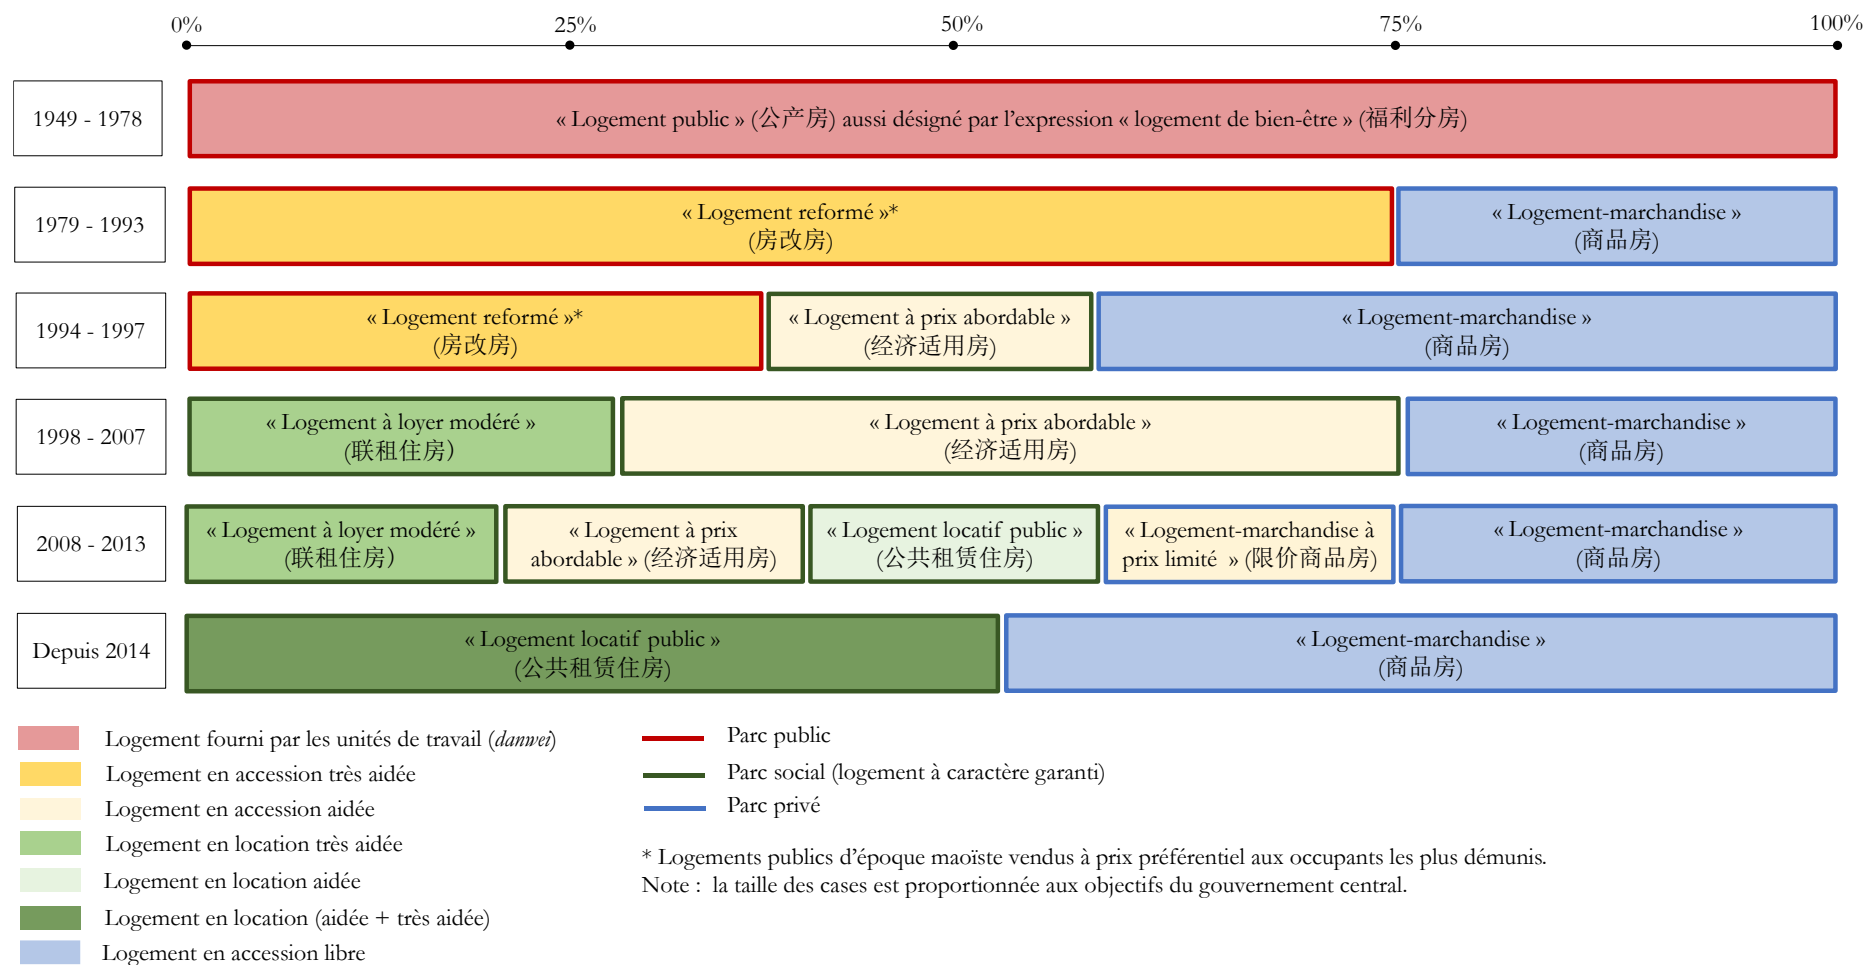 0% 25% 50% 75% 100%
1949 - 1978
« Logement public » (公产房) aussi désigné par l'expression « logement de bien-être » (福利分房)
1979 - 1993
« Logement reformé »*
(房改房)
« Logement-marchandise »
(商品房)
1994 - 1997
« Logement reformé »*
(房改房)
« Logement à prix abordable »
(经济适用房)
« Logement-marchandise »
(商品房)
1998 - 2007
« Logement à loyer modéré »
(联租住房）
« Logement à prix abordable »
(经济适用房)
« Logement-marchandise »
(商品房)
2008 - 2013
« Logement à loyer modéré »
(联租住房）
« Logement à prix
abordable » (经济适用房)
« Logement locatif public »
(公共租赁住房)
« Logement-marchandise à
prix limité  » (限价商品房)
« Logement-marchandise »
(商品房)
Depuis 2014
« Logement locatif public »
(公共租赁住房)
« Logement-marchandise »
(商品房)
Logement fourni par les unités de travail (danwei)
Logement en accession très aidée
Logement en accession aidée
Logement en location très aidée
Logement en location aidée
Logement en location (aidée + très aidée)
Logement en accession libre
Parc public
Parc social (logement à caractère garanti)
Parc privé
* Logements publics d'époque maoïste vendus à prix préférentiel aux occupants les plus démunis.
Note :  la taille des cases est proportionnée aux objectifs du gouvernement central.